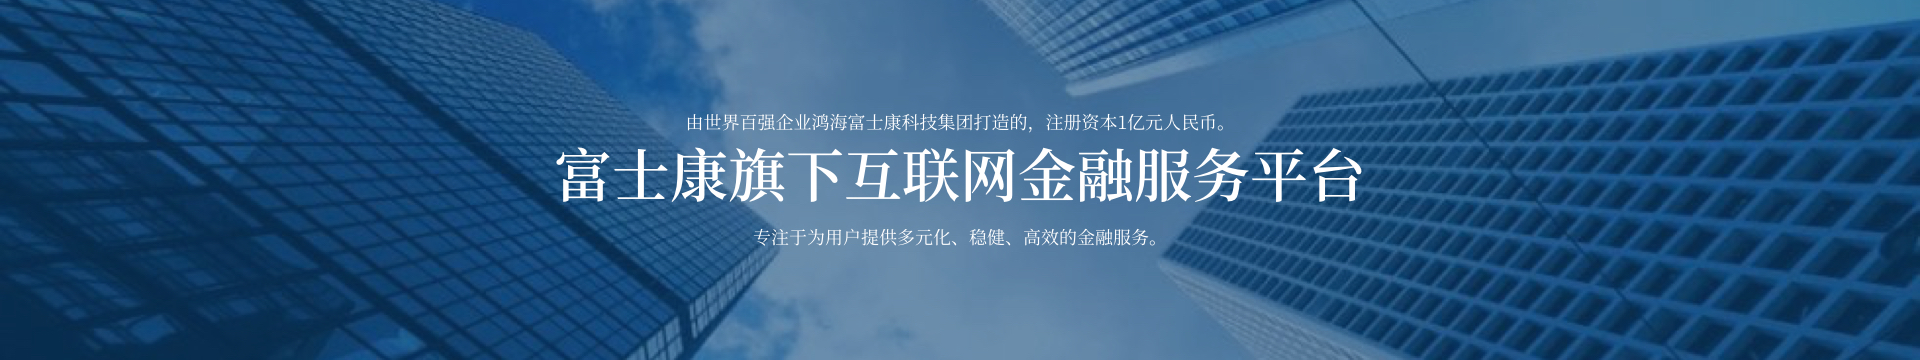 由世界百强企业鸿海富士康科技集团打造的，注册资本1亿元人民币。
富士康旗下互联网金融服务平台
专注于为用户提供多元化、稳健、高效的金融服务。